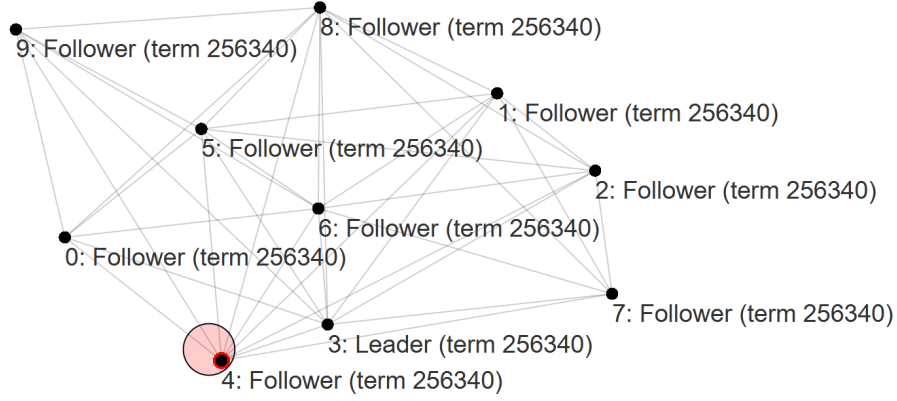 8: Follower (term 256340)
9: Follower (term 256340)
1: Follower (term 256340)
5: Follower (term 256340)
2: Follower (term 256340)
6: Follower (term 256340)
0: Follower (term 256340)
7: Follower (term 256340)
3: Leader (term 256340)
4: Follower (term 256340)